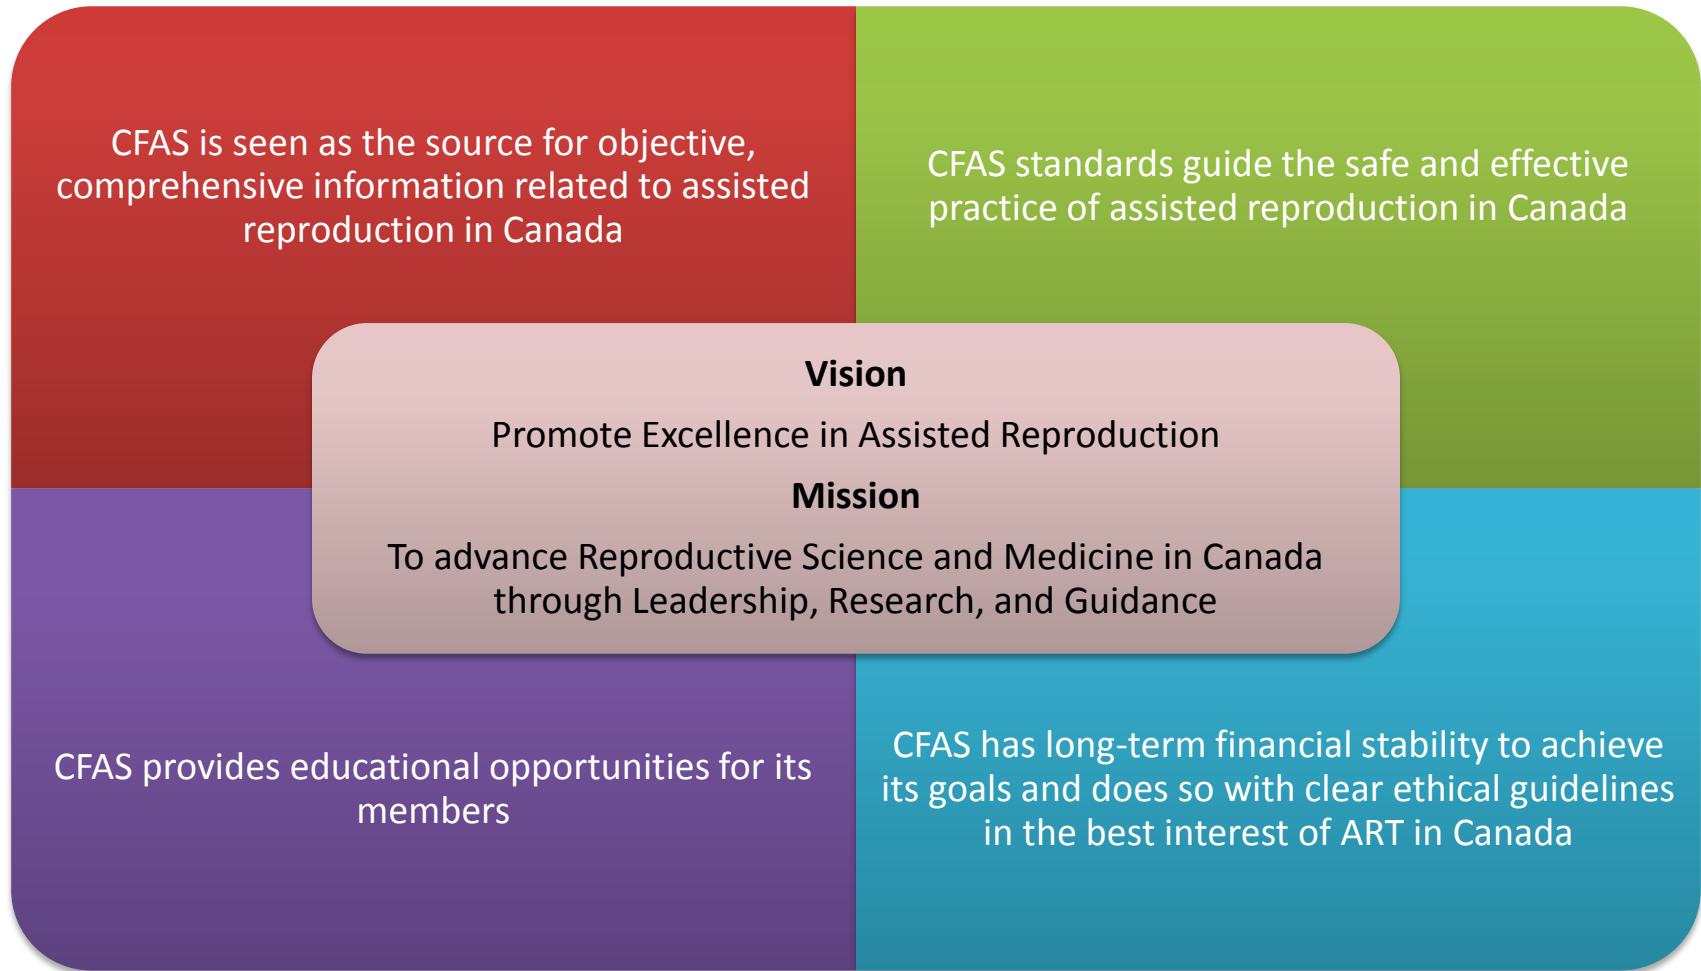 CFAS is seen as the source for objective,
comprehensive information related to assisted
reproduction in Canada
CFAS standards guide the safe and effective
practice of assisted reproduction in Canada
Vision
Promote Excellence in Assisted Reproduction
Mission
To advance Reproductive Science and Medicine in Canada
through Leadership, Research, and Guidance
CFAS provides educational opportunities for its
members
CFAS has long-term financial stability to achieve
its goals and does so with clear ethical guidelines
in the best interest of ART in Canada